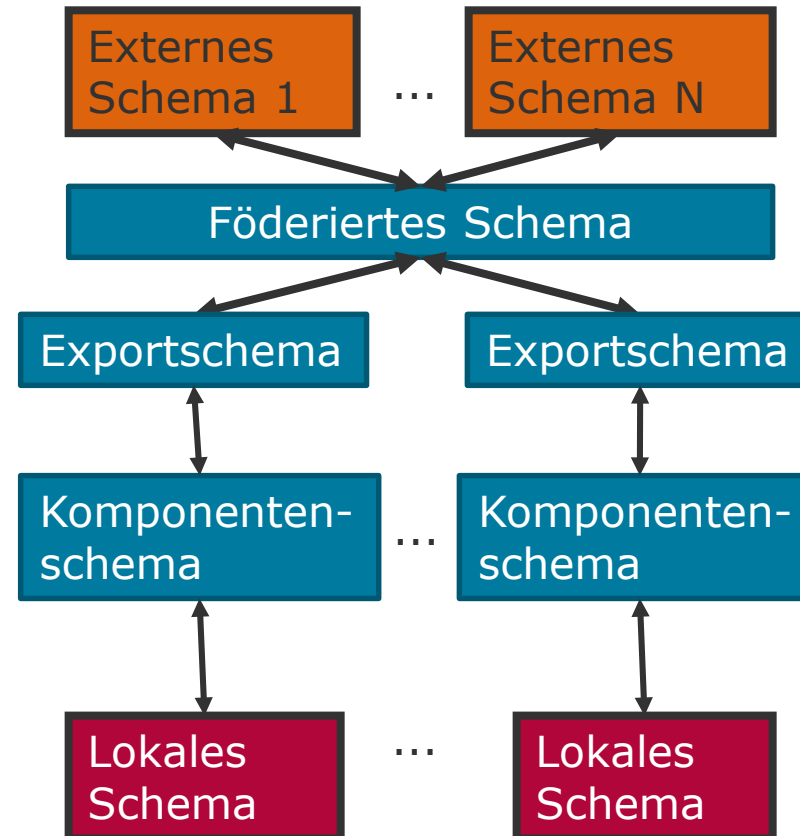 Externes
Schema 1
...
Externes
Schema N
Föderiertes Schema
Exportschema
Exportschema
Komponenten-
schema
...
Komponenten-
schema
Lokales
Schema
...
Lokales
Schema